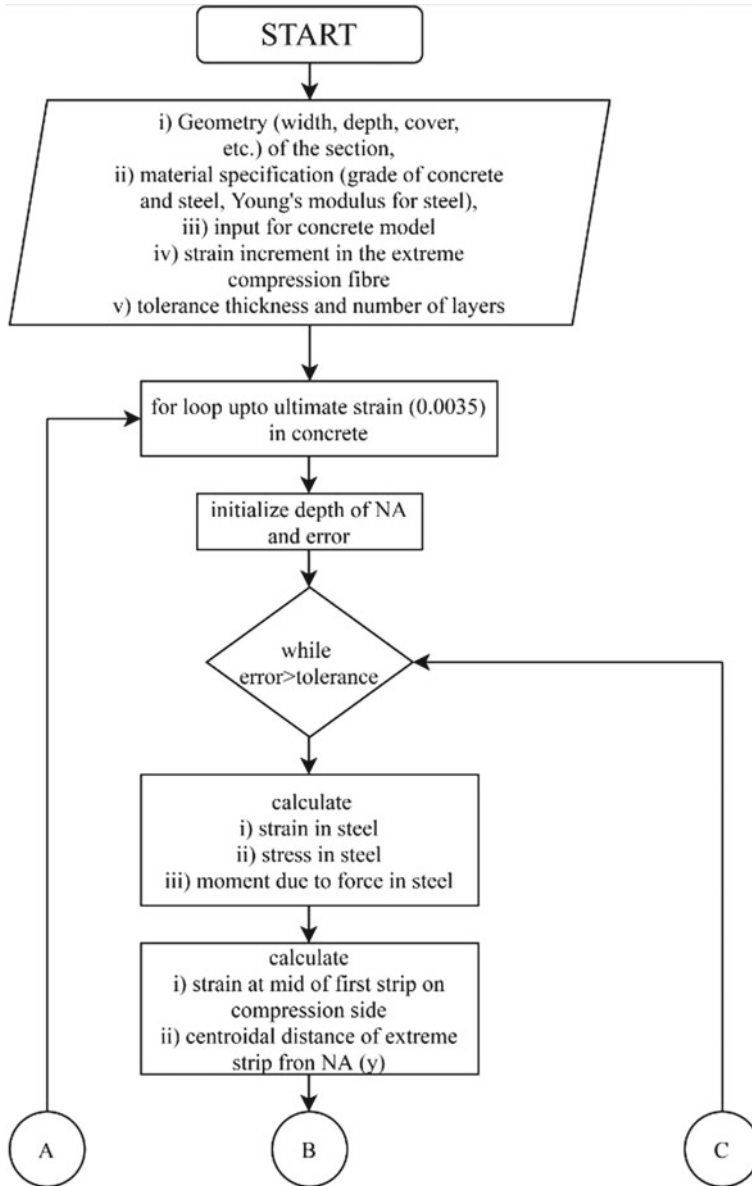 START
i) Geometry (width, depth, cover,
etc.) of the section,
ii) material specification (grade of concrete
and steel, Young's modulus for steel),
iii) input for concrete model
iv) strain increment in the extreme
compression fibre
v) tolerance thickness and number of layers
for loop upto ultimate strain (0.0035)
in concrete
initialize depth of NA
and error
while
error>tolerance
calculate
i) strain in steel
ii) stress in steel
iii) moment due to force in steel
calculate
i) strain at mid of first strip on
compression side
ii) centroidal distance of extreme
strip fron NA (y)
A
B
C